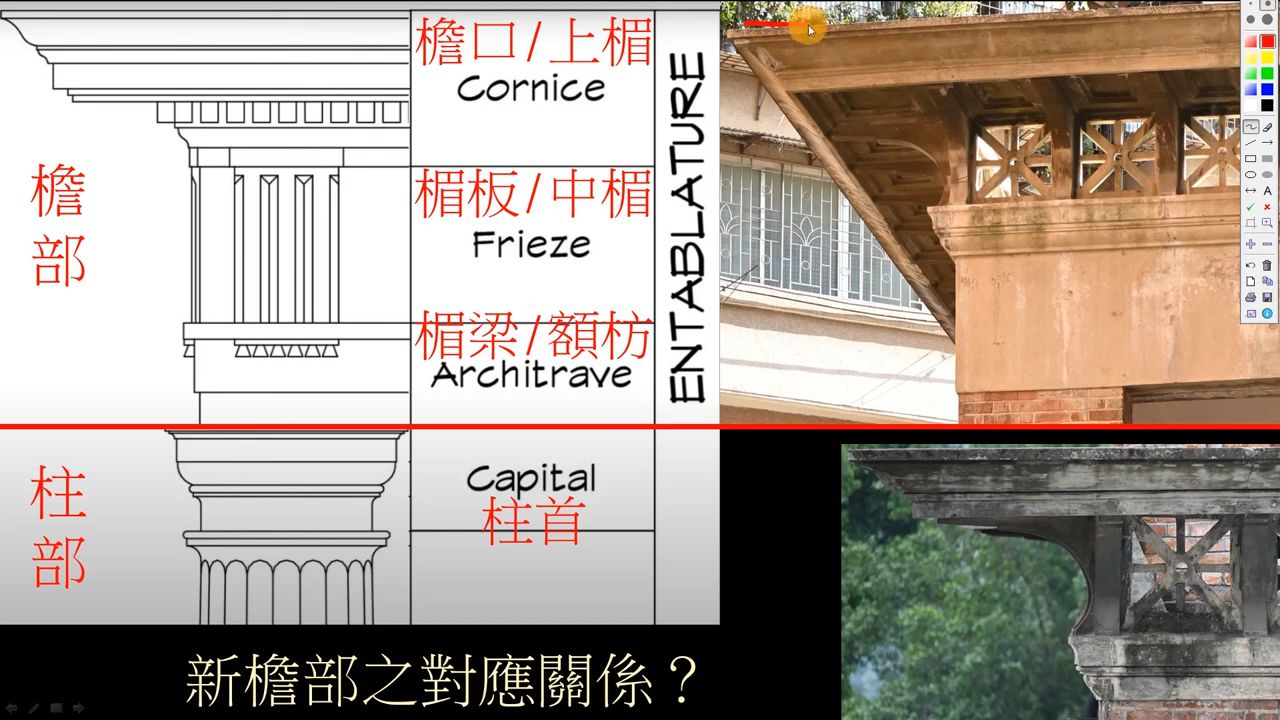 檐口/上楣
Cornice
檐部
楣板/中楣
Frieze
楣梁/額枋
Architrave
ENTABLATURE
柱部
Capital
柱首
新檐部之對應關係？
A